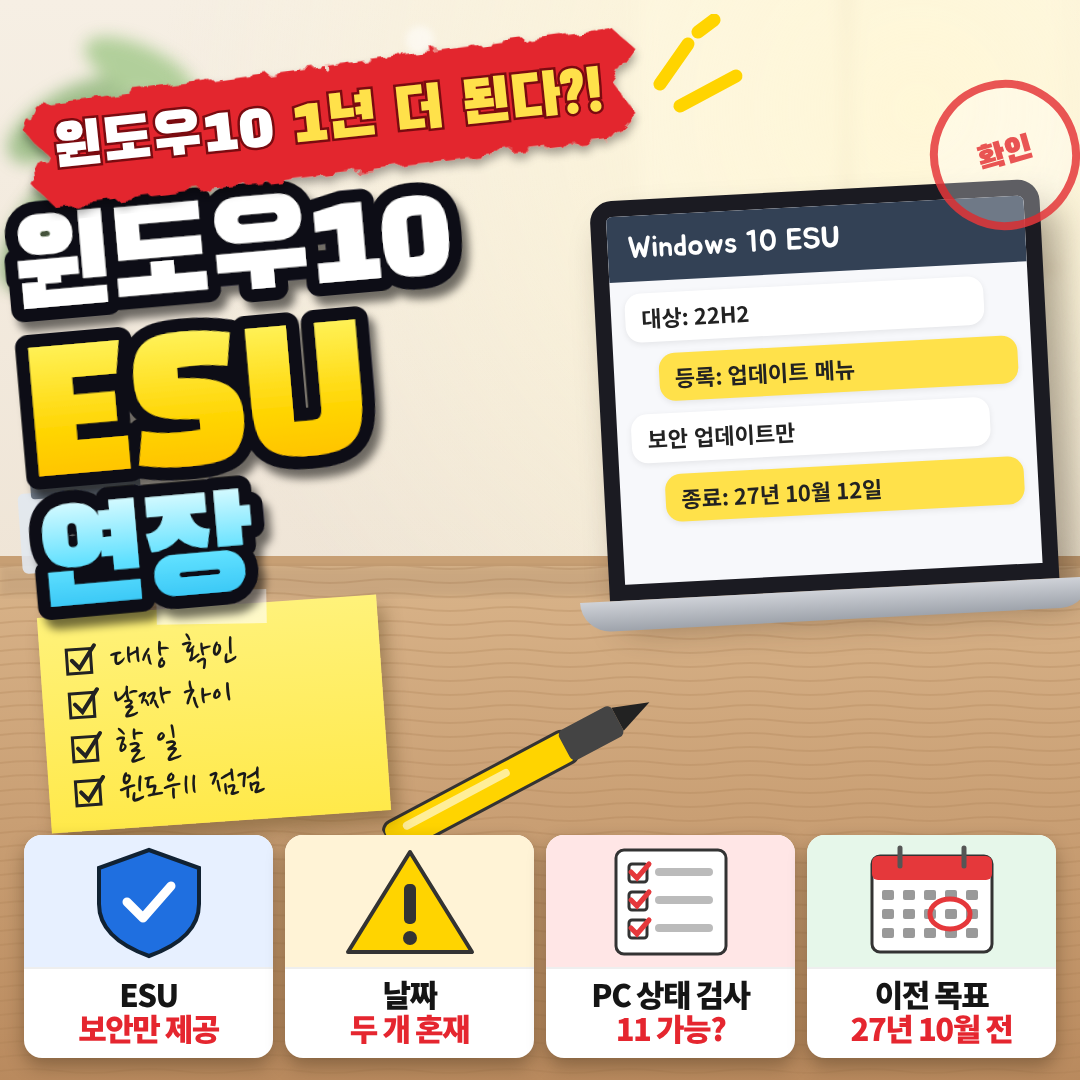 윈도우10 1년 더 된다?!
윈도우10
ESU
연장
확인
Windows 10 ESU
대상: 22H2
등록: 업데이트 메뉴
보안 업데이트만
종료: 27년 10월 12일
대상 확인
날짜 차이
할 일
윈도우11 점검
ESU
보안만 제공
날짜
두 개 혼재
PC 상태 검사
11 가능?
이전 목표
27년 10월 전